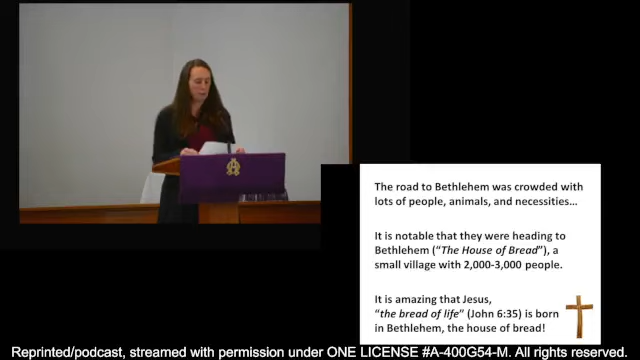 The road to Bethlehem was crowded with
lots of people, animals, and necessities…
It is notable that they were heading to
Bethlehem (“The House of Bread”), a
small village with 2,000-3,000 people.
It is amazing that Jesus,
“the bread of life” (John 6:35) is born
in Bethlehem, the house of bread!
Reprinted/podcast, streamed with permission under ONE LICENSE #A-400G54-M. All rights reserved.